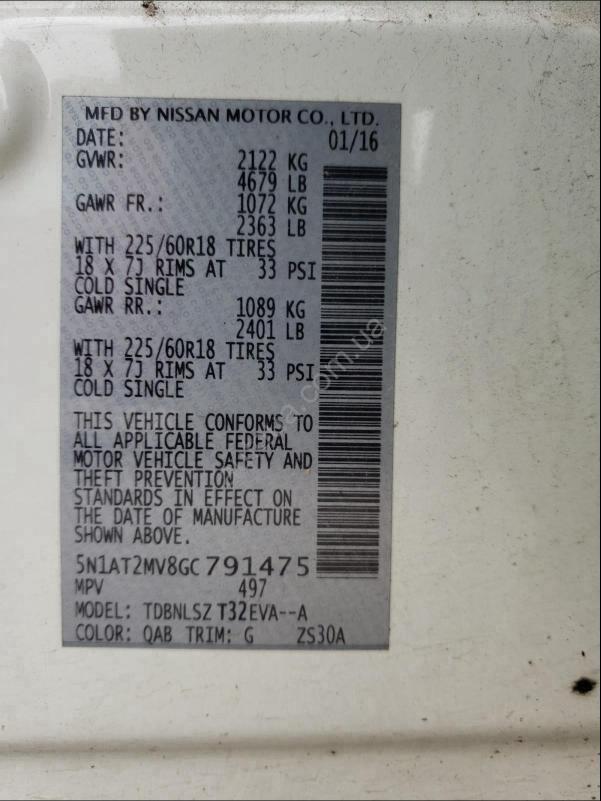 MFD BY NISSAN MOTOR CO., LTD.
DATE: 01/16
GVWR: 2122 KG
4679 LB
GAWR FR.: 1072 KG
2363 LB
WITH 225/60R18 TIRES
18 X 7J RIMS AT 33 PSI
COLD SINGLE
GAWR RR.: 1089 KG
2401 LB
WITH 225/60R18 TIRES
18 X 7J RIMS AT 33 PSI
COLD SINGLE
THIS VEHICLE CONFORMS TO
ALL APPLICABLE FEDERAL
MOTOR VEHICLE SAFETY AND
THEFT PREVENTION
STANDARDS IN EFFECT ON
THE DATE OF MANUFACTURE
SHOWN ABOVE.
5N1AT2MV8GC791475
MPV 497
MODEL: TDBNLSZ T32EVA--A
COLOR: QAB TRIM: G ZS30A